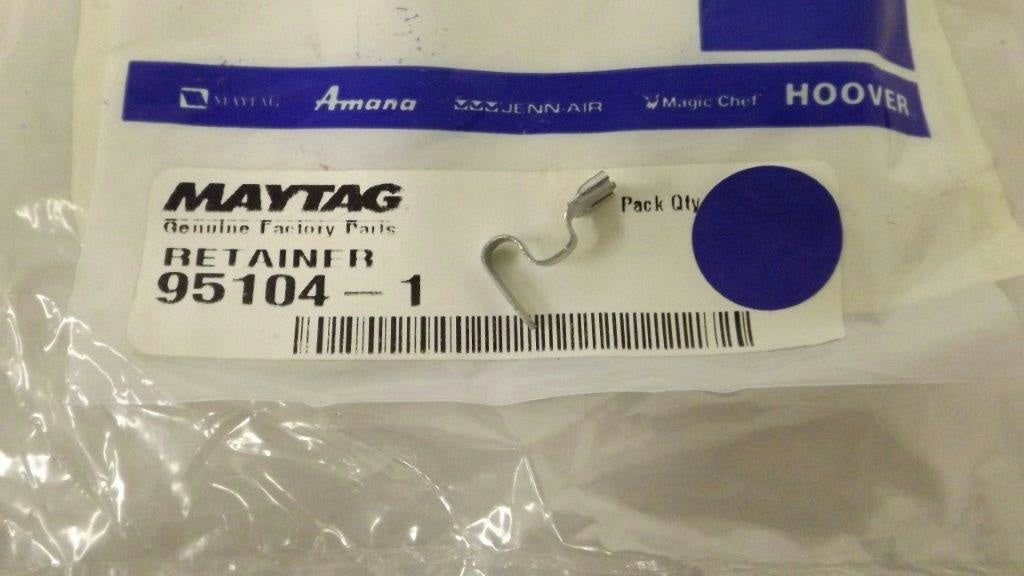 MAYTAG Amana JENN-AIR Magic Chef HOOVER
MAYTAG
Genuine Factory Parts
Pack Qty
RETAINER
95104-1